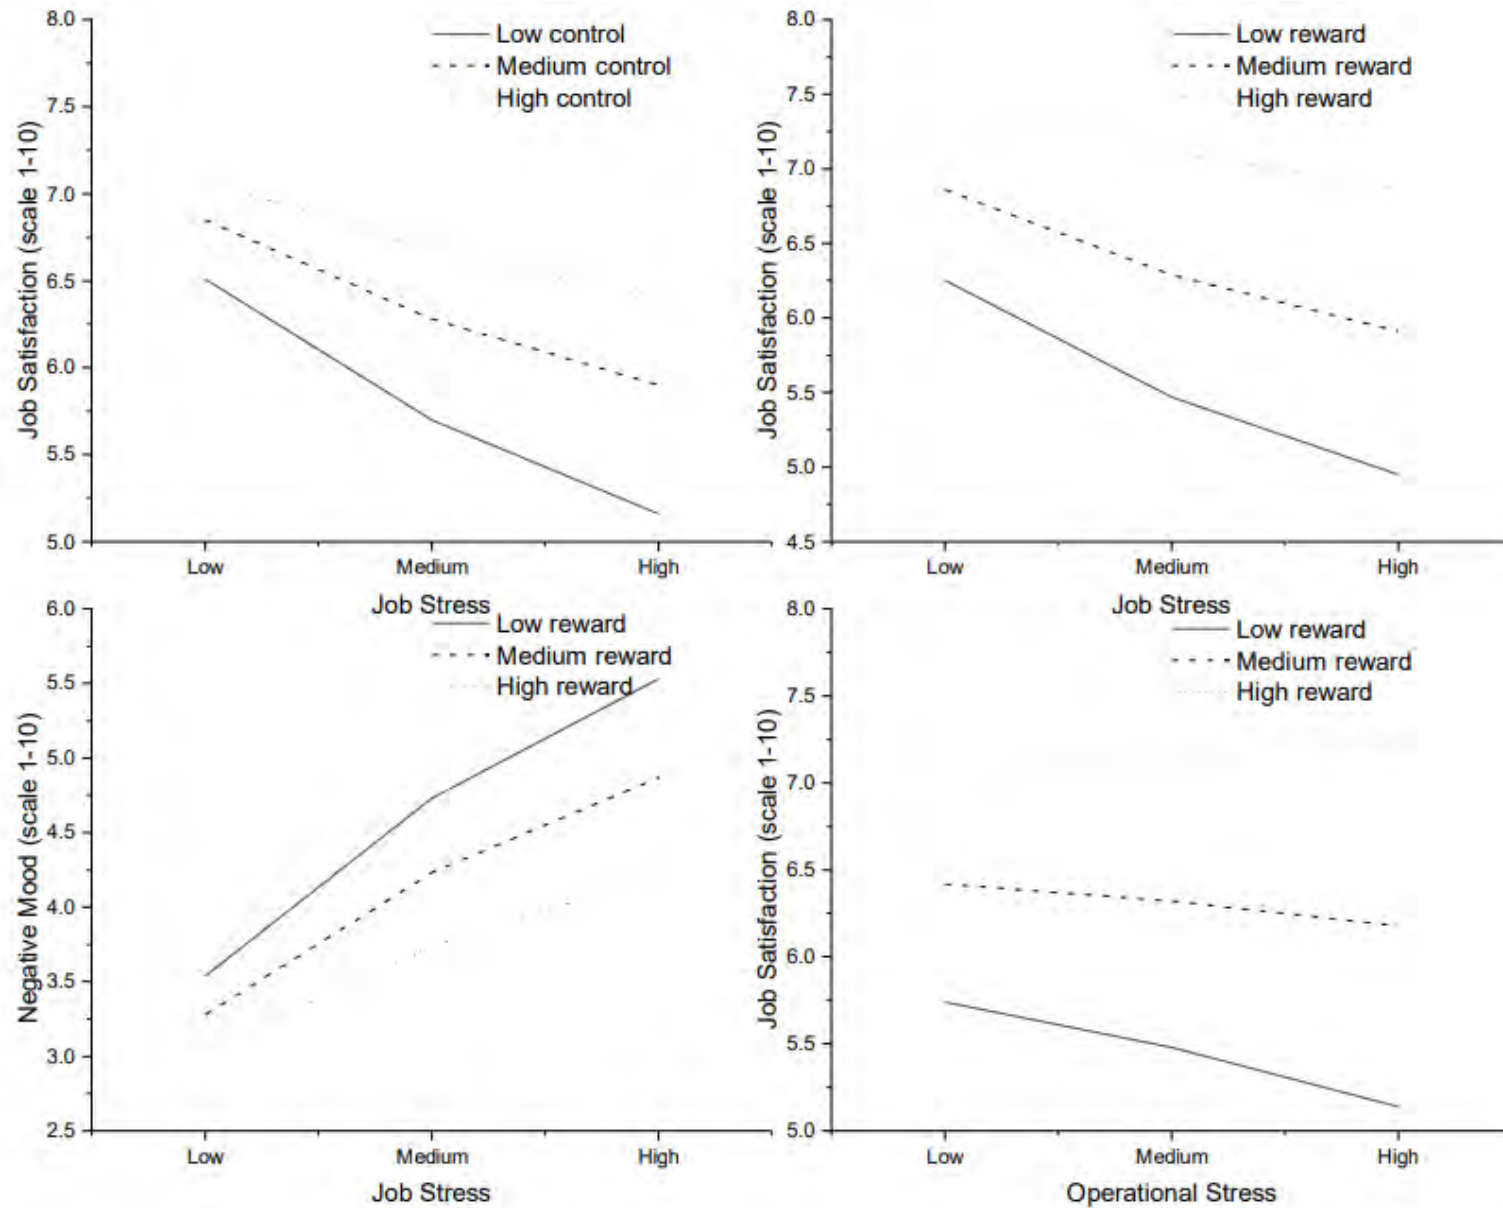 8.0
7.5
7.0
6.5
6.0
5.5
5.0
Job Satisfaction (scale 1-10)
Low control
Medium control
High control
Low
Medium
High
Job Stress
8.0
7.5
7.0
6.5
6.0
5.5
5.0
4.5
Job Satisfaction (scale 1-10)
Low reward
Medium reward
High reward
Low
Medium
High
Job Stress
6.0
5.5
5.0
4.5
4.0
3.5
3.0
2.5
Negative Mood (scale 1-10)
Low reward
Medium reward
High reward
Low
Medium
High
Job Stress
8.0
7.5
7.0
6.5
6.0
5.5
5.0
Job Satisfaction (scale 1-10)
Low reward
Medium reward
High reward
Low
Medium
High
Operational Stress